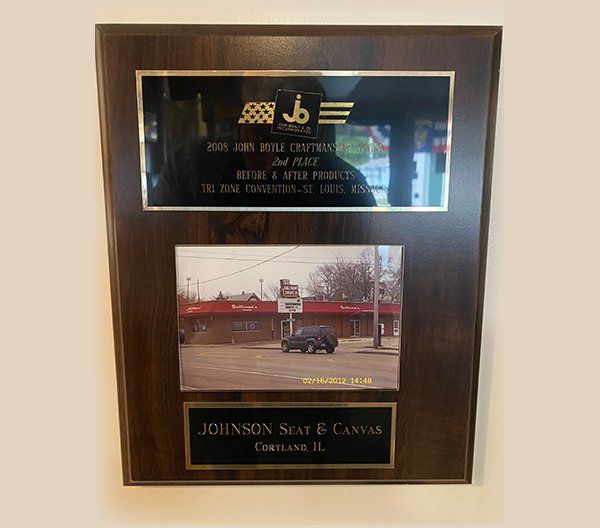 jb
2008 JOHN BOYLE CRAFTMANSHIP AWARD
2nd PLACE
BEFORE & AFTER PRODUCTS
TRI ZONE CONVENTION-ST. LOUIS, MISSOURI
02/16/2012 14:48
JOHNSON SEAT & CANVAS
CORTLAND, IL